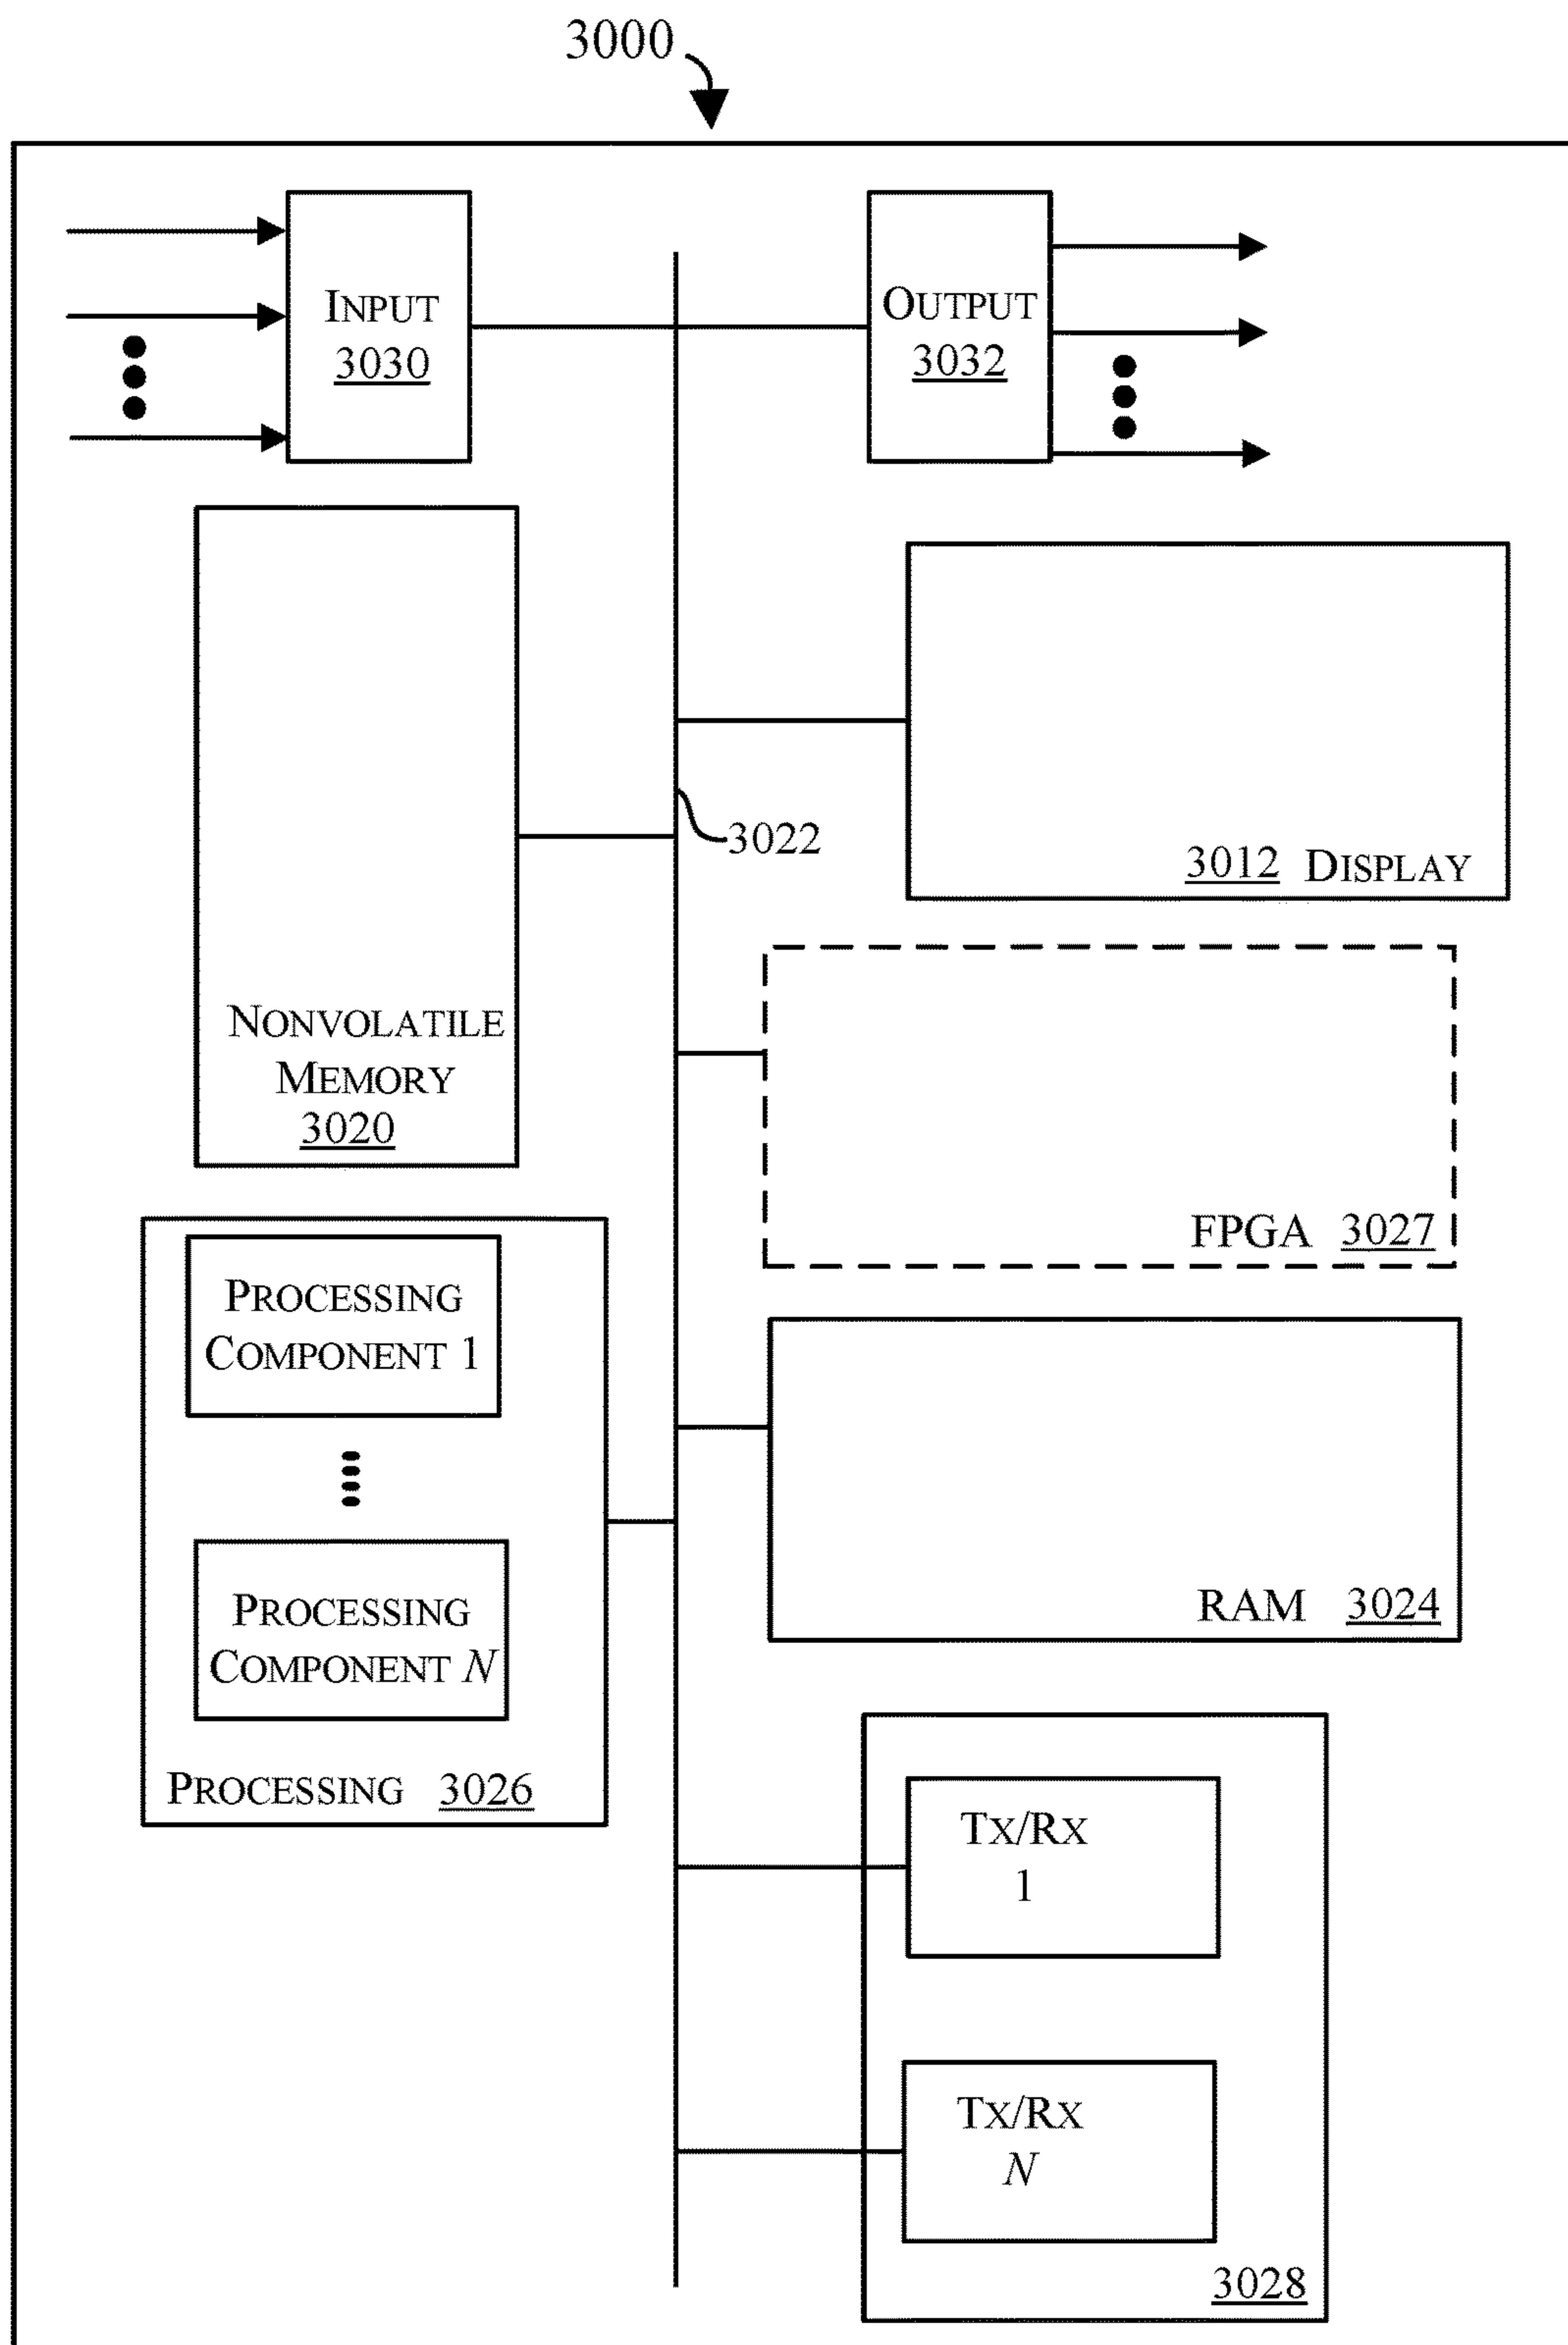 3000
INPUT
3030
OUTPUT
3032
3022
3012 DISPLAY
NONVOLATILE
MEMORY
3020
FPGA 3027
PROCESSING
COMPONENT 1
PROCESSING
COMPONENT N
PROCESSING 3026
RAM 3024
TX/RX
1
TX/RX
N
3028